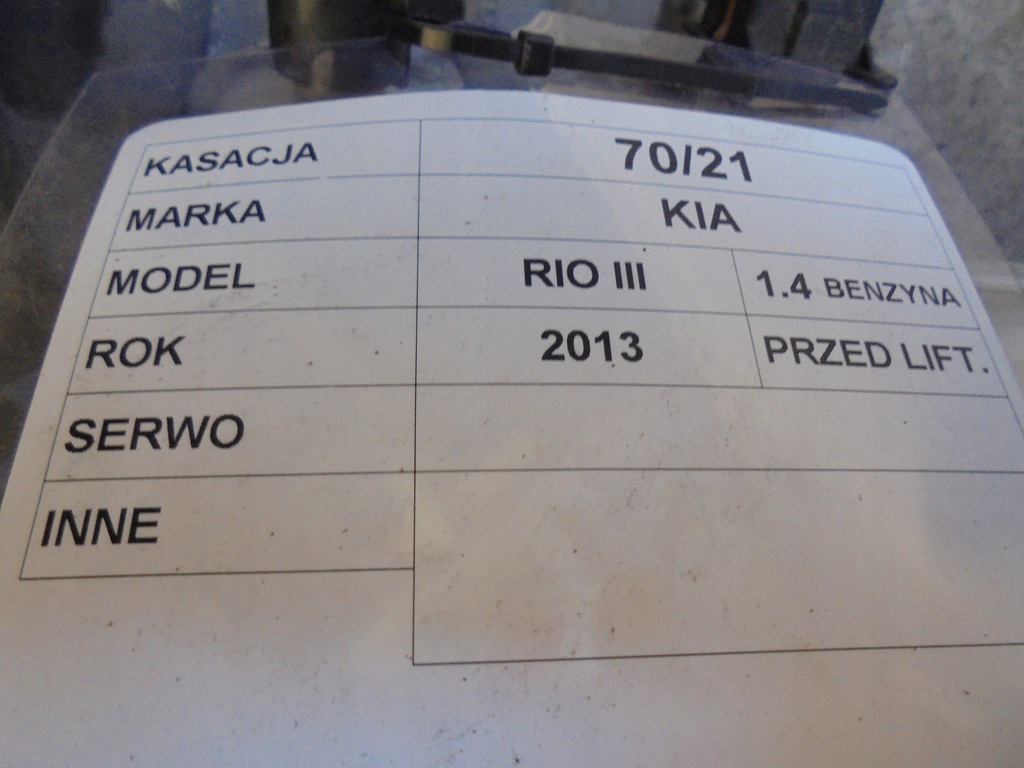 KASACJA 70/21
MARKA KIA
MODEL RIO III 1.4 BENZYNA
ROK 2013 PRZED LIFT.
SERWO
INNE